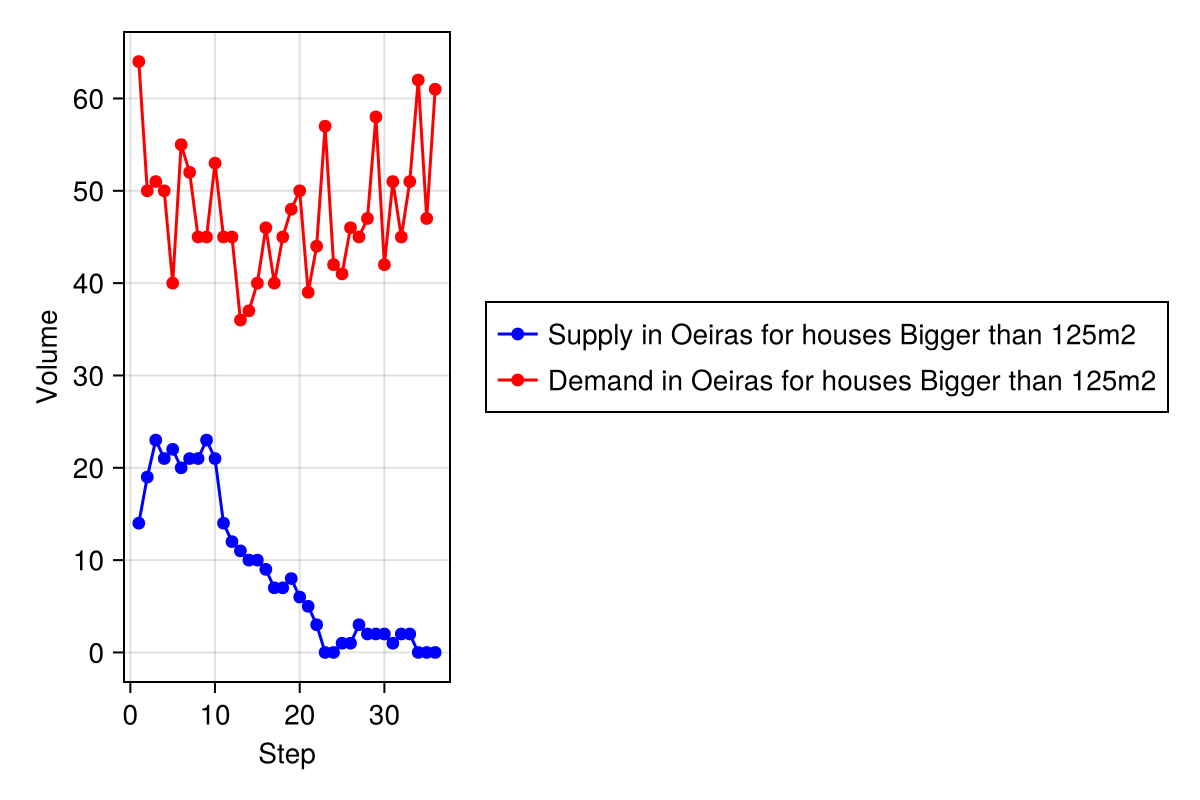 60
50
40
30
20
10
0
Volume
0 10 20 30
Step
Supply in Oeiras for houses Bigger than 125m2
Demand in Oeiras for houses Bigger than 125m2